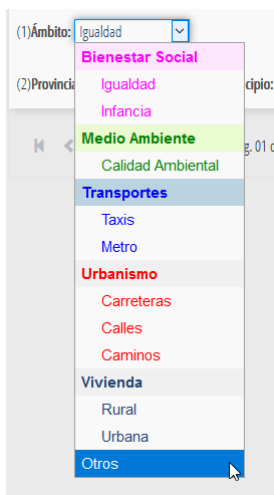 (1)Ámbito: Igualdad
Bienestar Social
Igualdad
(2)Provincia cipio:
Infancia
Medio Ambiente
g. 01 d
Calidad Ambiental
Transportes
Taxis
Metro
Urbanismo
Carreteras
Calles
Caminos
Vivienda
Rural
Urbana
Otros